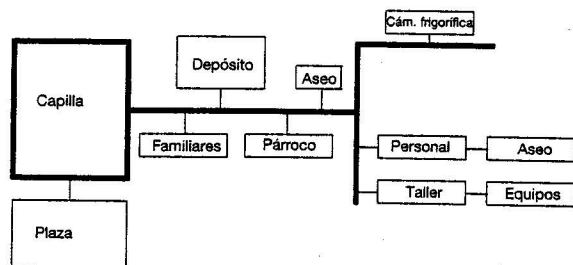 Cám. frigorífica
Depósito
Aseo
Capilla
Familiares
Párroco
Personal
Aseo
Taller
Equipos
Plaza